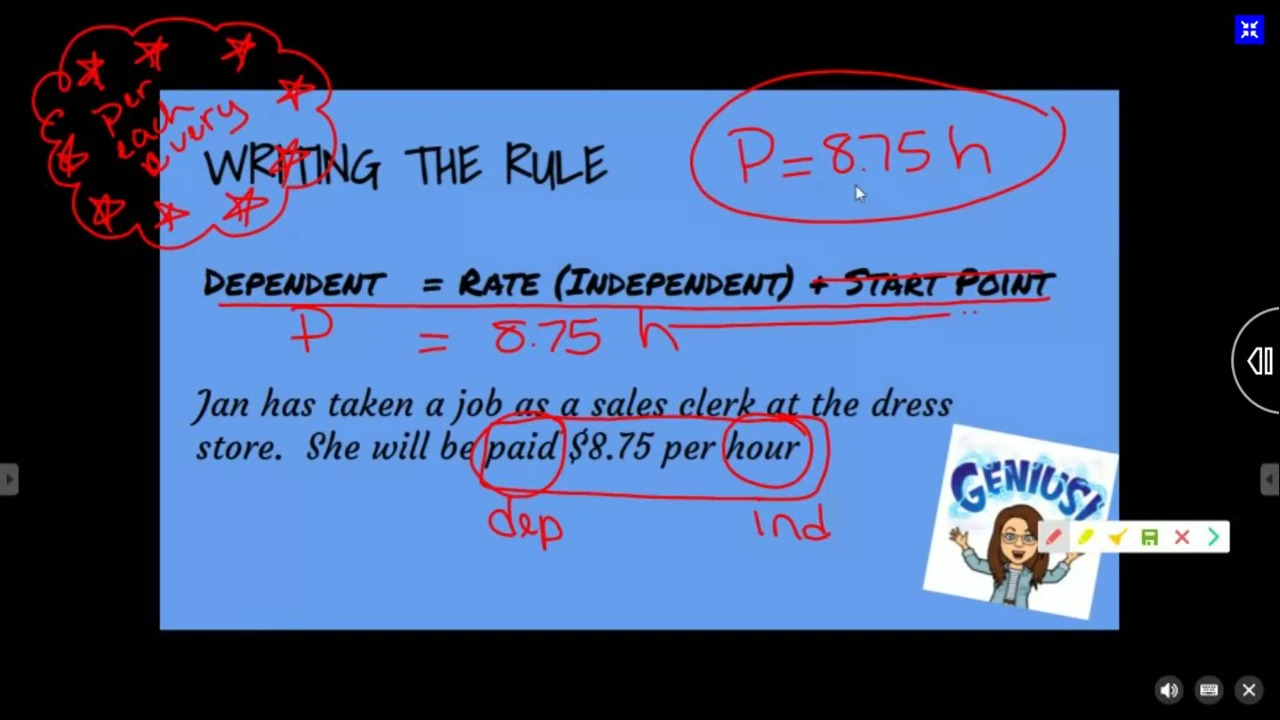 per
each
every
WRITING THE RULE
P = 8.75 h
DEPENDENT = RATE (INDEPENDENT) + START POINT
P = 8.75 h
Jan has taken a job as a sales clerk at the dress
store. She will be paid $8.75 per hour
dep ind
GENIUS!